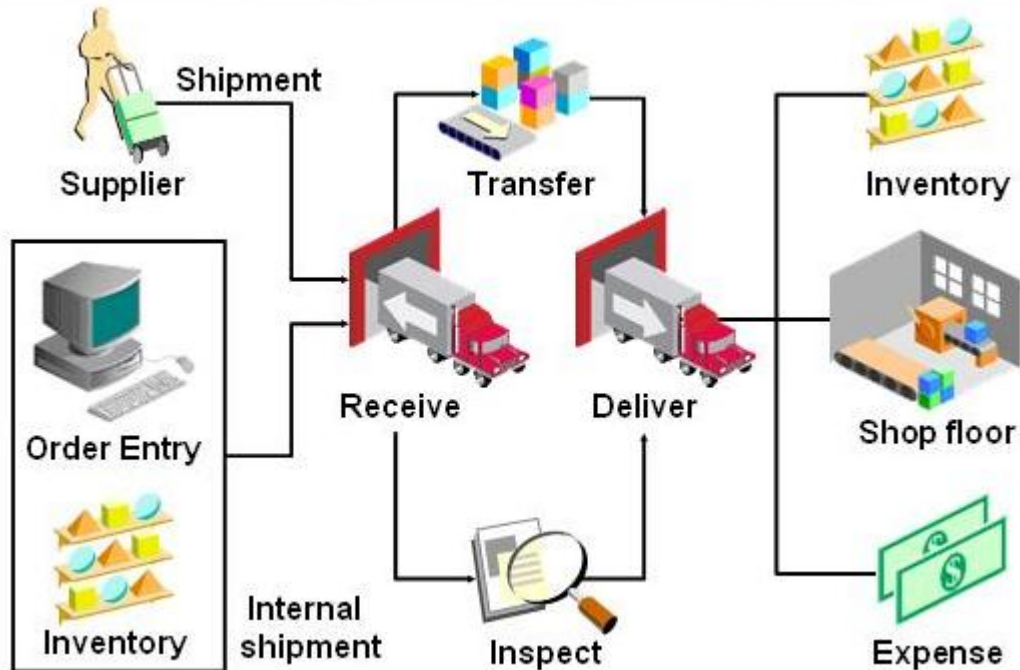 Shipment
Supplier
Transfer
Inventory
Order Entry
Receive
Deliver
Shop floor
Inventory
Internal
shipment
Inspect
Expense